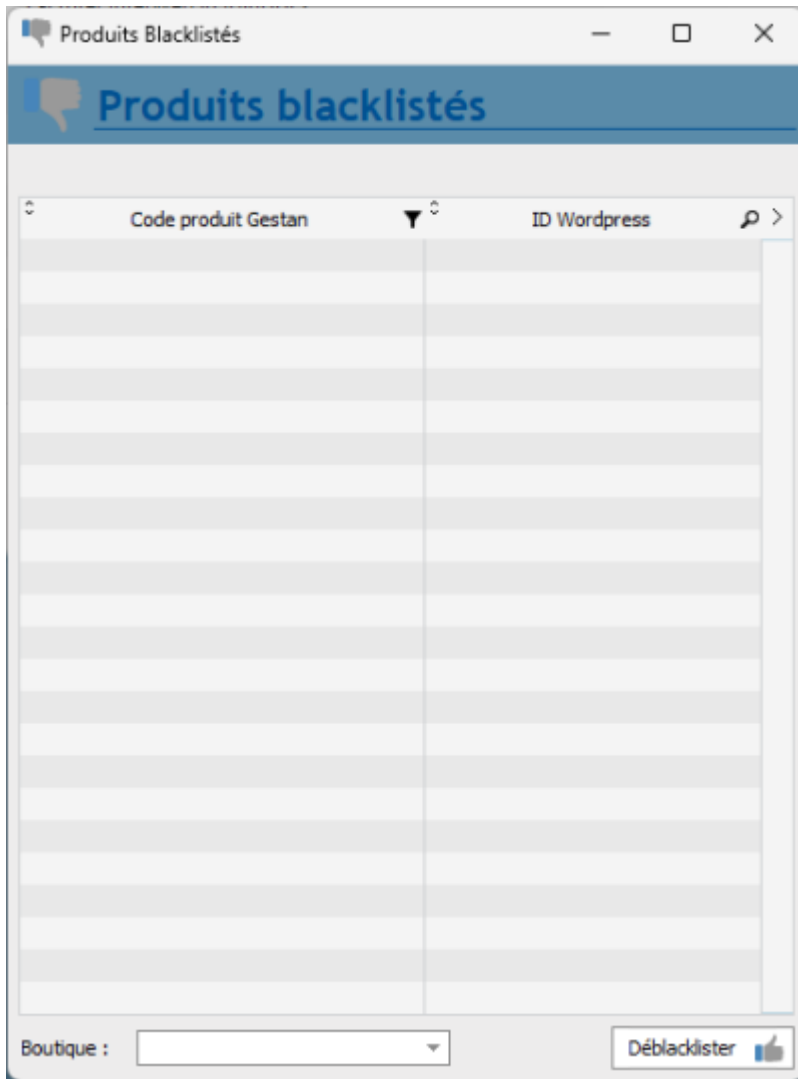 Produits Blacklistés
Produits blacklistés
Code produit Gestan
ID Wordpress
Boutique :
Déblacklister